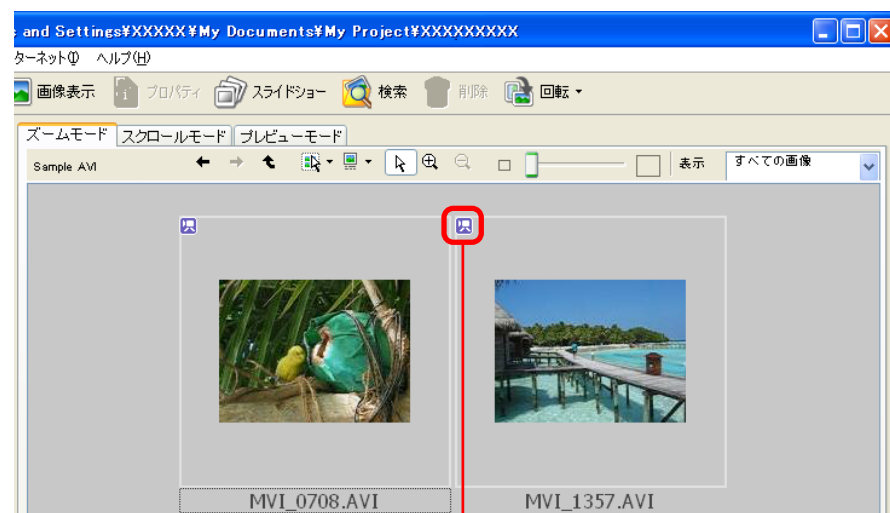 and Settings¥XXXXX¥My Documents¥My Project¥XXXXXXXXX
ターネット(I) ヘルプ(H)
画像表示 プロパティ スライドショー 検索 削除 回転
ズームモード スクロールモード プレビューモード
Sample AVI 表示 すべての画像
MVI_0708.AVI MVI_1357.AVI